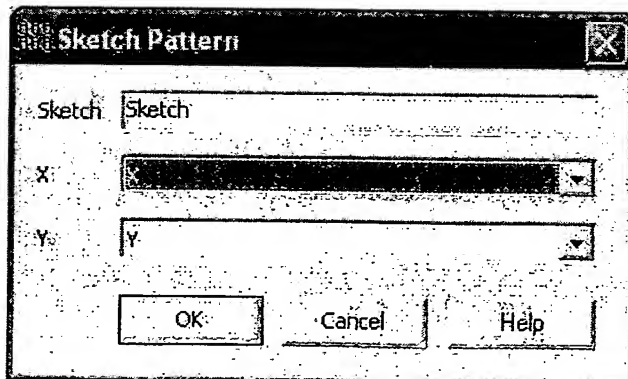 Sketch Pattern
Sketch Sketch
X X
Y Y
OK Cancel Help